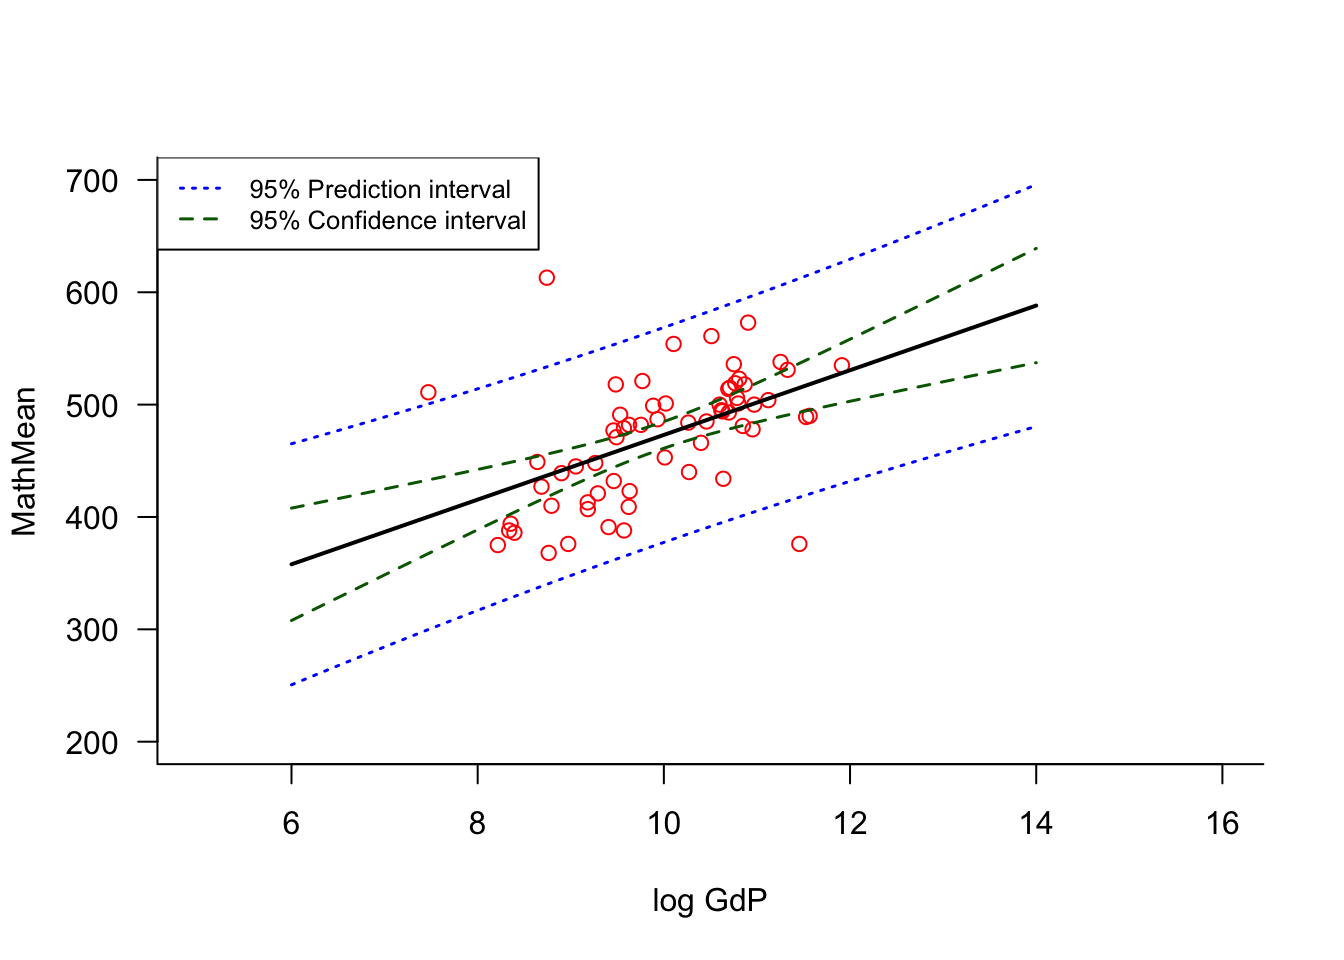 95% Prediction interval
95% Confidence interval
MathMean
700
600
500
400
300
200
6 8 10 12 14 16
log GdP